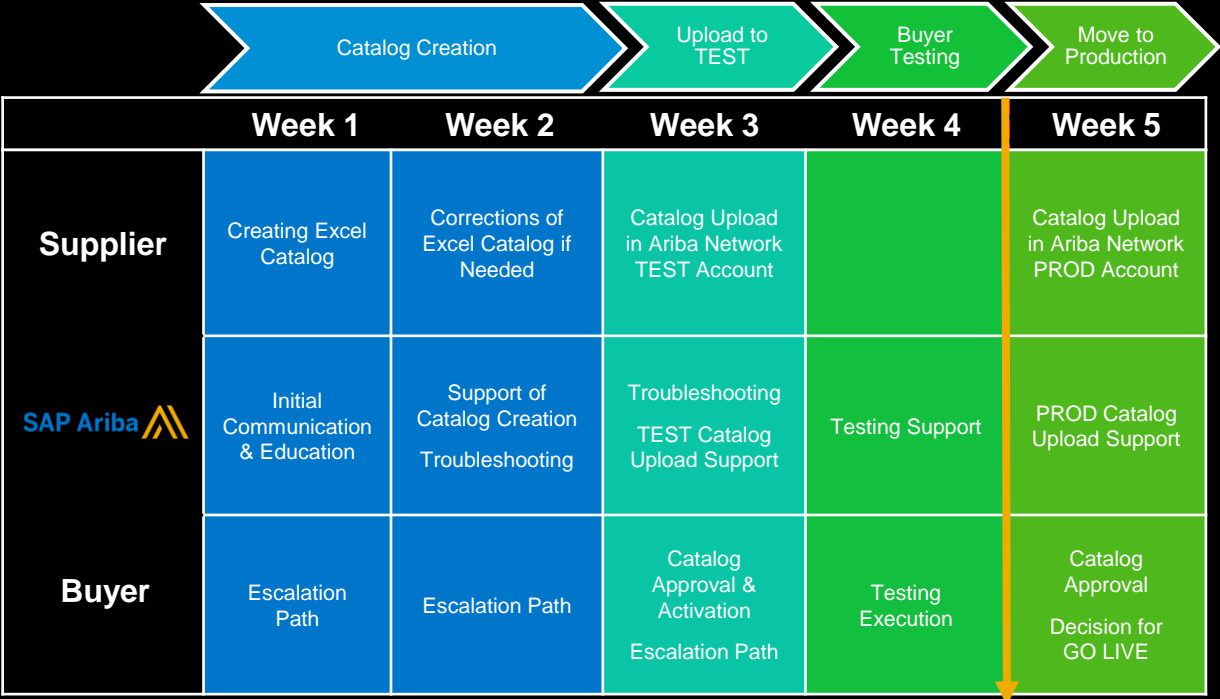 Catalog Creation
Upload to
TEST
Buyer
Testing
Move to
Production
Week 1
Week 2
Week 3
Week 4
Week 5
Supplier
Creating Excel
Catalog
Corrections of
Excel Catalog if
Needed
Catalog Upload
in Ariba Network
TEST Account
Catalog Upload
in Ariba Network
PROD Account
SAP Ariba
Initial
Communication
& Education
Support of
Catalog Creation
Troubleshooting
Troubleshooting
TEST Catalog
Upload Support
Testing Support
PROD Catalog
Upload Support
Buyer
Escalation
Path
Escalation Path
Catalog
Approval &
Activation
Escalation Path
Testing
Execution
Catalog
Approval
Decision for
GO LIVE